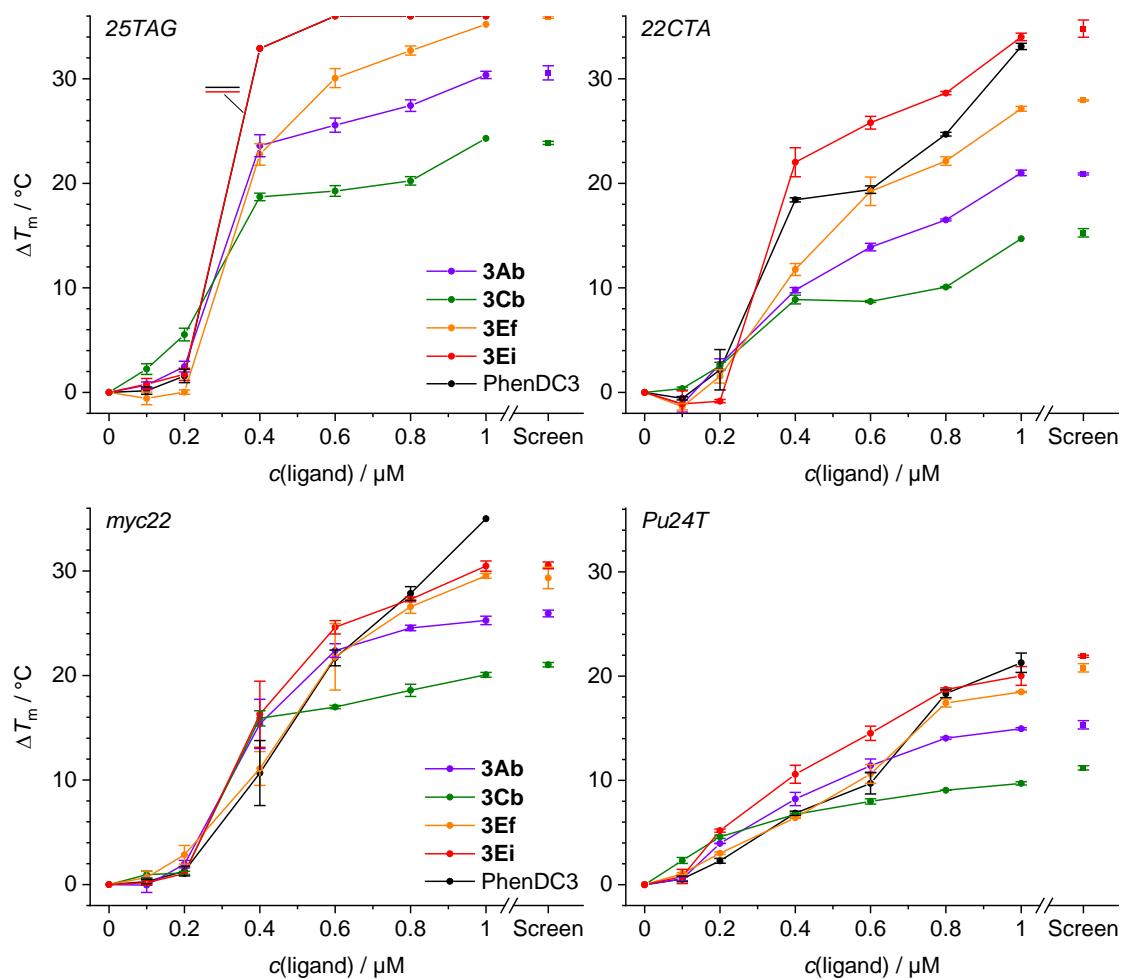 25TAG
22CTA
30
20
10
0
ΔTm / °C
3Ab
3Cb
3Ef
3Ei
PhenDC3
0 0.2 0.4 0.6 0.8 1 Screen
c(ligand) / µM
30
20
10
0
0 0.2 0.4 0.6 0.8 1 Screen
c(ligand) / µM
myc22
Pu24T
30
20
10
0
ΔTm / °C
3Ab
3Cb
3Ef
3Ei
PhenDC3
0 0.2 0.4 0.6 0.8 1 Screen
c(ligand) / µM
30
20
10
0
0 0.2 0.4 0.6 0.8 1 Screen
c(ligand) / µM